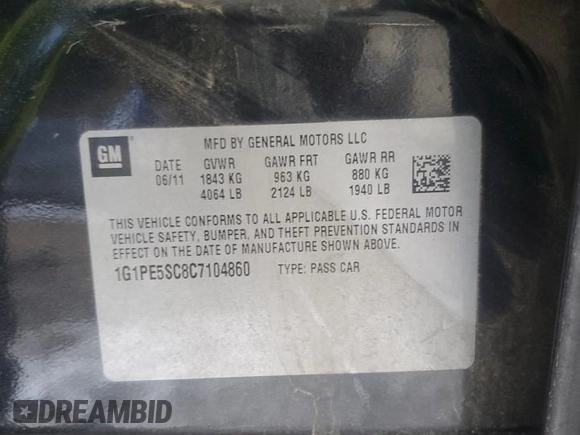 GM
MFD BY GENERAL MOTORS LLC
DATE GVWR GAWR FRT GAWR RR
06/11 1843 KG 963 KG 880 KG
4064 LB 2124 LB 1940 LB
THIS VEHICLE CONFORMS TO ALL APPLICABLE U.S. FEDERAL MOTOR
VEHICLE SAFETY, BUMPER, AND THEFT PREVENTION STANDARDS IN
EFFECT ON THE DATE OF MANUFACTURE SHOWN ABOVE.
1G1PE5SC8C7104860 TYPE: PASS CAR
DREAMBID